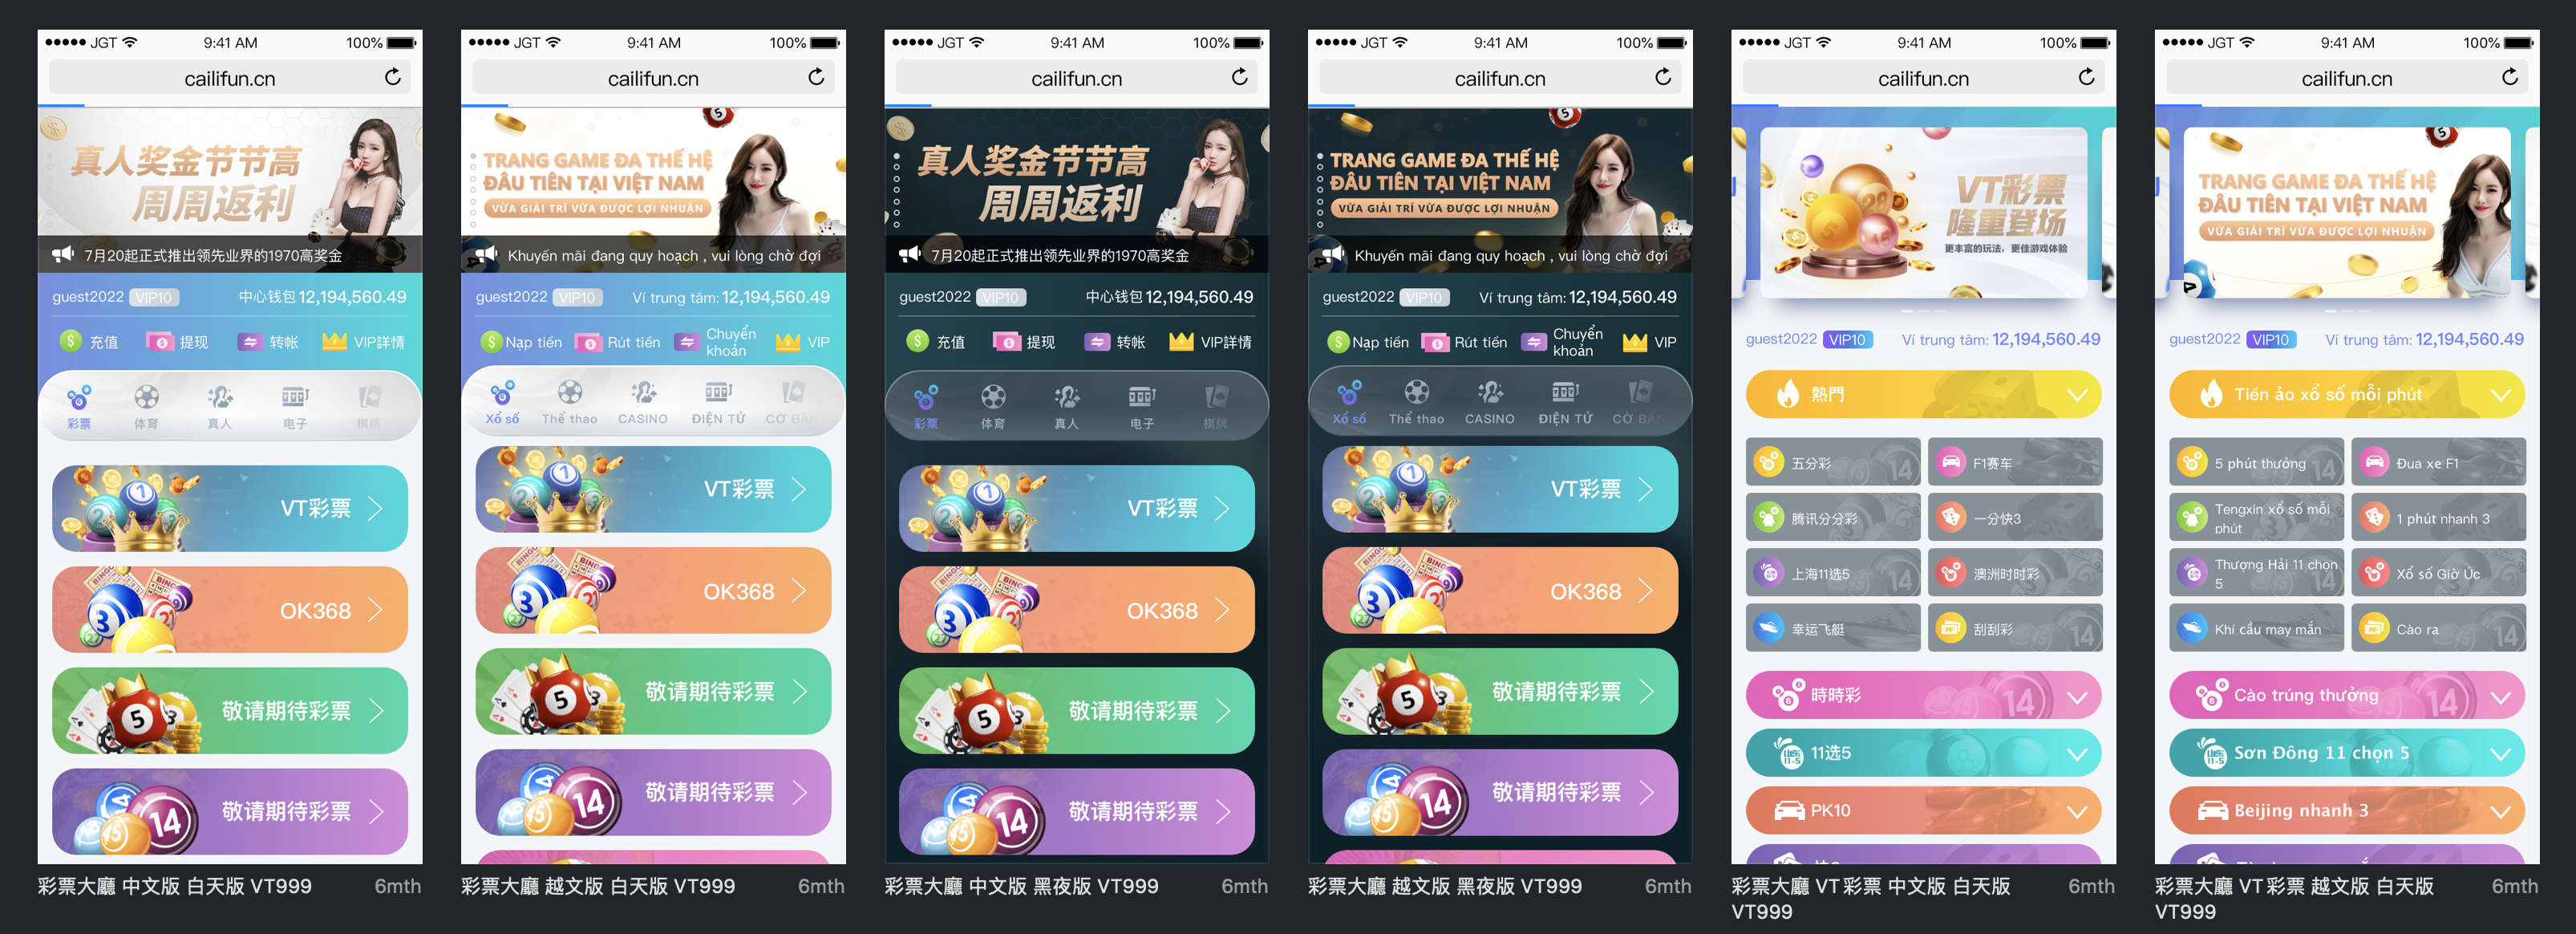 JGT 9:41 AM 100%
cailifun.cn
真人奖金节节高
周周返利
7月20起正式推出领先业界的1970高奖金
guest2022 VIP10 中心钱包 12,194,560.49
充值 提现 转帐 VIP詳情
彩票 体育 真人 电子 棋牌
VT彩票
OK368
敬请期待彩票
敬请期待彩票
彩票大廳 中文版 白天版 VT999 6mth
JGT 9:41 AM 100%
cailifun.cn
TRANG GAME ĐA THẾ HỆ
ĐẦU TIÊN TẠI VIỆT NAM
VỪA GIẢI TRÍ VỪA ĐƯỢC LỢI NHUẬN
Khuyến mãi đang quy hoạch , vui lòng chờ đợi
guest2022 VIP10 Ví trung tâm: 12,194,560.49
Nạp tiền Rút tiền Chuyển khoản VIP
Xổ số Thể thao CASINO ĐIỆN TỬ CỜ BÀN
VT彩票
OK368
敬请期待彩票
敬请期待彩票
彩票大廳 越文版 白天版 VT999 6mth
JGT 9:41 AM 100%
cailifun.cn
真人奖金节节高
周周返利
7月20起正式推出领先业界的1970高奖金
guest2022 VIP10 中心钱包 12,194,560.49
充值 提现 转帐 VIP詳情
彩票 体育 真人 电子 棋牌
VT彩票
OK368
敬请期待彩票
敬请期待彩票
彩票大廳 中文版 黑夜版 VT999 6mth
JGT 9:41 AM 100%
cailifun.cn
TRANG GAME ĐA THẾ HỆ
ĐẦU TIÊN TẠI VIỆT NAM
VỪA GIẢI TRÍ VỪA ĐƯỢC LỢI NHUẬN
Khuyến mãi đang quy hoạch , vui lòng chờ đợi
guest2022 VIP10 Ví trung tâm: 12,194,560.49
Nạp tiền Rút tiền Chuyển khoản VIP
Xổ số Thể thao CASINO ĐIỆN TỬ CỜ BÀN
VT彩票
OK368
敬请期待彩票
敬请期待彩票
彩票大廳 越文版 黑夜版 VT999 6mth
JGT 9:41 AM 100%
cailifun.cn
VT彩票
隆重登场
更丰富的玩法，更佳游戏体验
guest2022 VIP10 Ví trung tâm: 12,194,560.49
熱門
五分彩 F1赛车
腾讯分分彩 一分快3
上海11选5 澳洲时时彩
幸运飞艇 刮刮彩
時時彩
11选5
PK10
彩票大廳 VT彩票 中文版 白天版 6mth
VT999
JGT 9:41 AM 100%
cailifun.cn
TRANG GAME ĐA THẾ HỆ
ĐẦU TIÊN TẠI VIỆT NAM
VỪA GIẢI TRÍ VỪA ĐƯỢC LỢI NHUẬN
guest2022 VIP10 Ví trung tâm: 12,194,560.49
Tiền ảo xổ số mỗi phút
5 phút thưởng Đua xe F1
Tengxin xổ số mỗi phút 1 phút nhanh 3
Thượng Hải 11 chọn 5 Xổ số Giờ Úc
Khí cầu may mắn Cào ra
Cào trúng thưởng
Sơn Đông 11 chọn 5
Beijing nhanh 3
彩票大廳 VT彩票 越文版 白天版 6mth
VT999